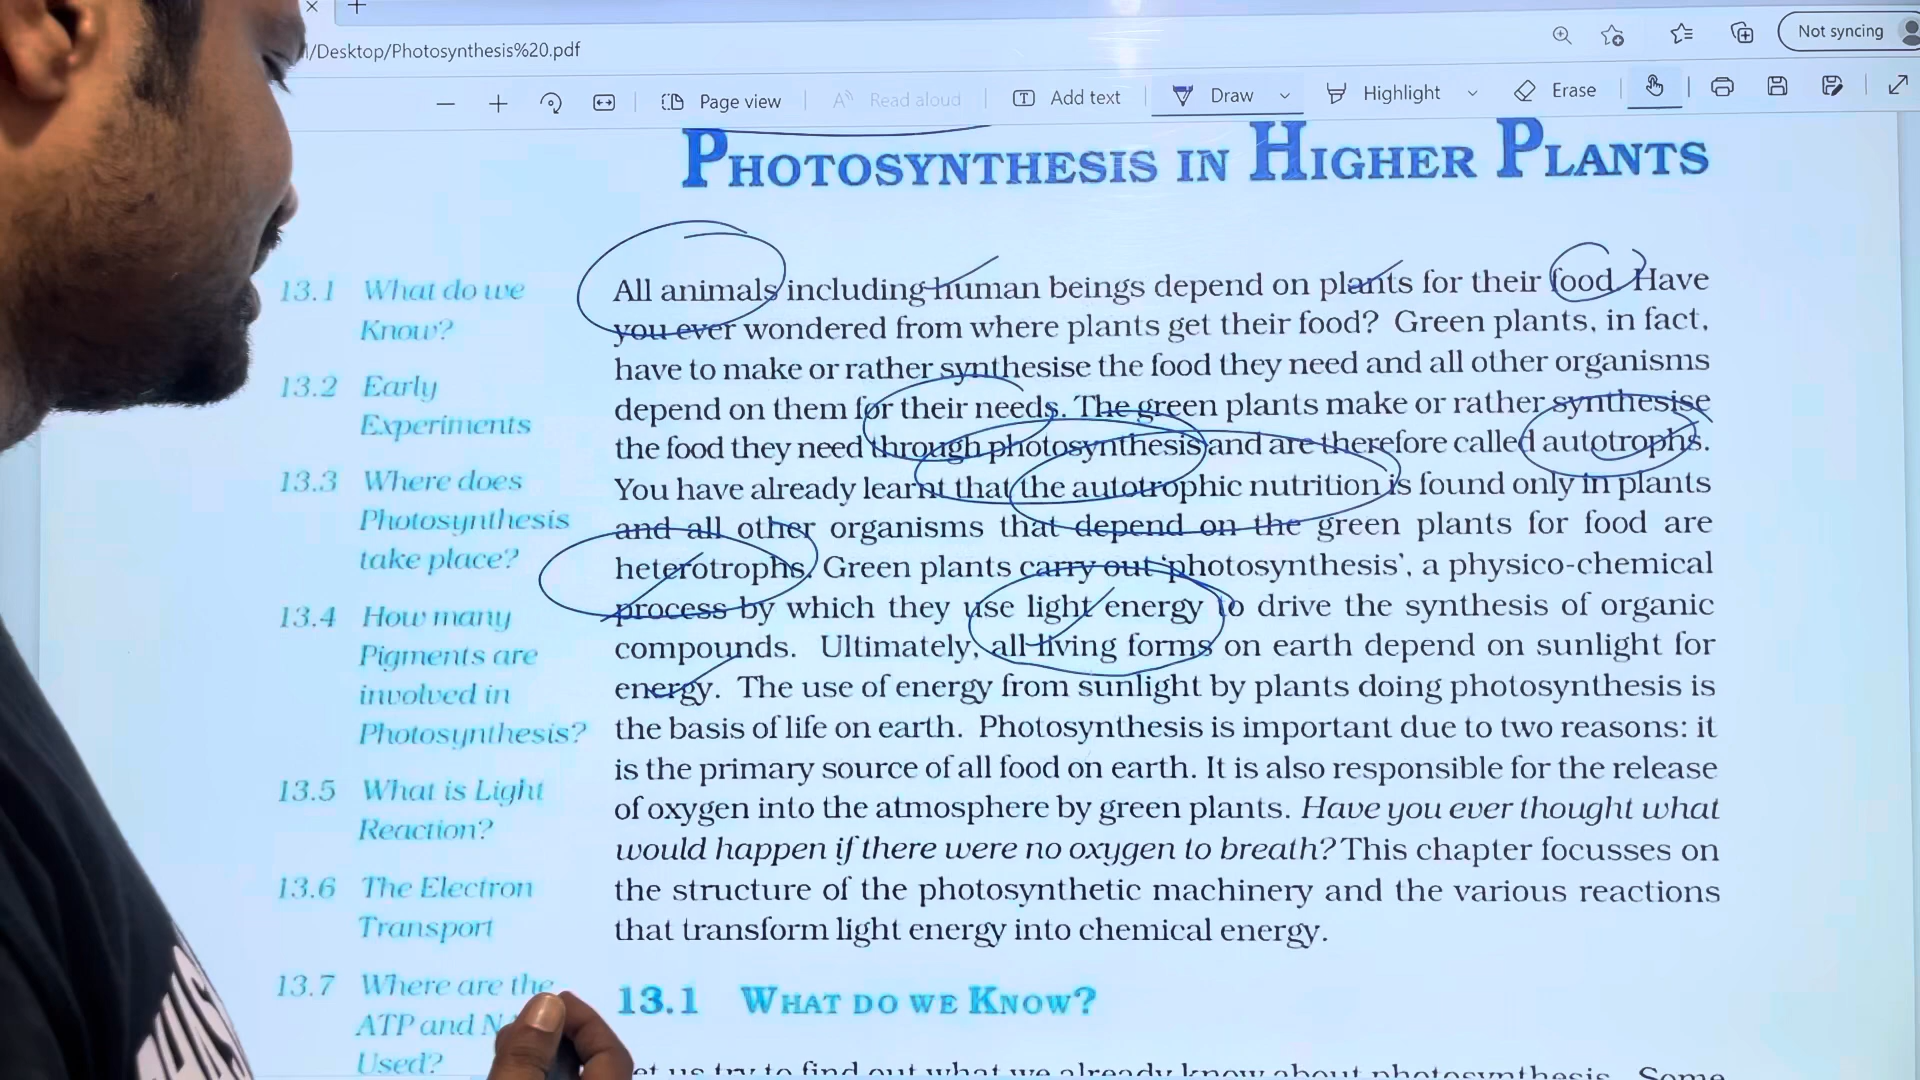 /Desktop/Photosynthesis%20.pdf
Not syncing
Page view
Read aloud
Add text
Draw
Highlight
Erase
PHOTOSYNTHESIS IN HIGHER PLANTS
13.1 What do we
Know?
13.2 Early
Experiments
13.3 Where does
Photosynthesis
take place?
13.4 How many
Pigments are
involved in
Photosynthesis?
13.5 What is Light
Reaction?
13.6 The Electron
Transport
13.7 Where are the
ATP and
Used?
All animals including human beings depend on plants for their food. Have
you ever wondered from where plants get their food? Green plants, in fact,
have to make or rather synthesise the food they need and all other organisms
depend on them for their needs. The green plants make or rather synthesise
the food they need through photosynthesis and are therefore called autotrophs.
You have already learnt that the autotrophic nutrition is found only in plants
and all other organisms that depend on the green plants for food are
heterotrophs. Green plants carry out ‘photosynthesis’, a physico-chemical
process by which they use light energy to drive the synthesis of organic
compounds. Ultimately, all living forms on earth depend on sunlight for
energy. The use of energy from sunlight by plants doing photosynthesis is
the basis of life on earth. Photosynthesis is important due to two reasons: it
is the primary source of all food on earth. It is also responsible for the release
of oxygen into the atmosphere by green plants. Have you ever thought what
would happen if there were no oxygen to breath? This chapter focusses on
the structure of the photosynthetic machinery and the various reactions
that transform light energy into chemical energy.
13.1 WHAT DO WE KNOW?
us try to find out what we already know about photosynthesis. Some